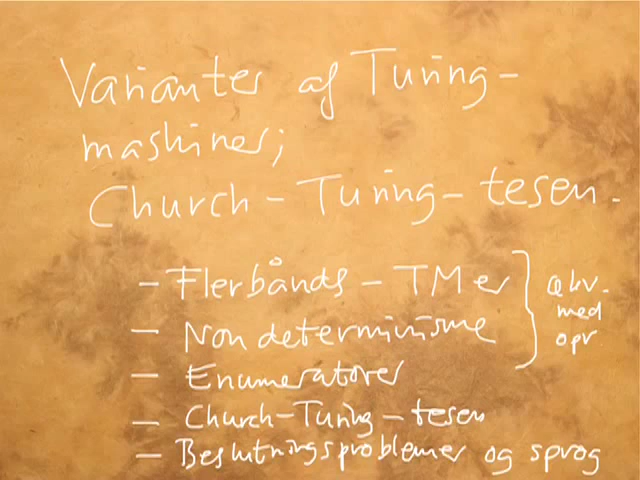 Varianter af Turing-
maskiner;
Church-Turing-tesen.
- Flerbånds-TMer
- Nondeterminisme
ækv.
med
opr.
- Enumeratorer
- Church-Turing-tesen
- Beslutningsproblemer og sprog